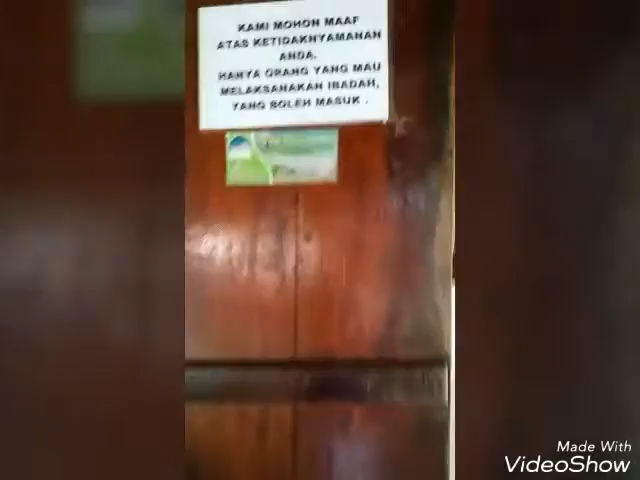 KAMI MOHON MAAF
ATAS KETIDAKNYAMANAN
ANDA.
HANYA ORANG YANG MAU
MELAKSANAKAN IBADAH,
YANG BOLEH MASUK .
Made With
VideoShow